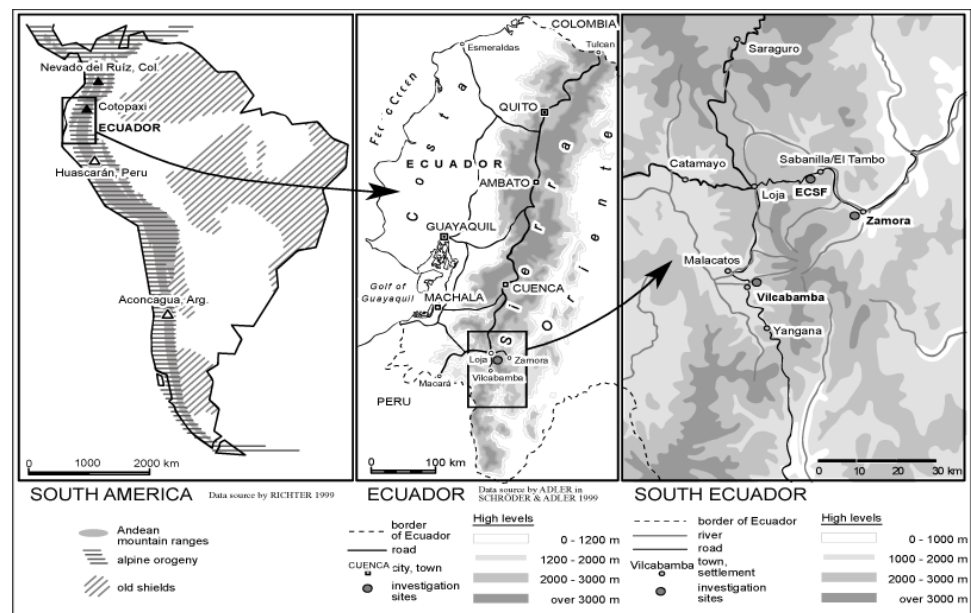 Nevado del Ruíz, Col.
Cotopaxi
ECUADOR
Huascarán, Peru
Aconcagua, Arg.
0 1000 2000 km
SOUTH AMERICA
Data source by RICHTER 1999
Andean
mountain ranges
alpine orogeny
old shields
COLOMBIA
Esmeraldas
Tulcan
QUITO
Costa
ECUADOR
AMBATO
Sierra
Oriente
GUAYAQUIL
Golf of
Guayaquil
MACHALA
CUENCA
Loja
Zamora
Vilcabamba
Macará
PERU
0 100 km
ECUADOR
Data source by ADLER in
SCHRÖDER & ADLER 1999
border
of Ecuador
road
CUENCA
city, town
investigation
sites
High levels
0 - 1200 m
1200 - 2000 m
2000 - 3000 m
over 3000 m
Saraguro
Catamayo
Sabanilla/El Tambo
Loja
ECSF
Zamora
Malacatos
Vilcabamba
Yangana
0 10 20 30 km
SOUTH ECUADOR
border of Ecuador
river
road
Vilcabamba
town,
settlement
investigation
sites
High levels
0 - 1000 m
1000 - 2000 m
2000 - 3000 m
over 3000 m